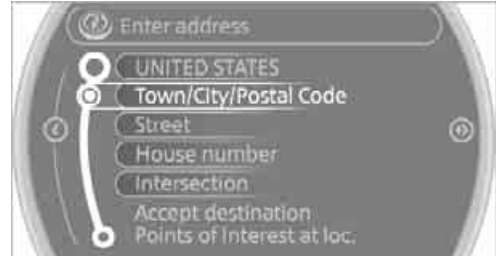 Enter address
UNITED STATES
Town/City/Postal Code
Street
House number
Intersection
Accept destination
Points of Interest at loc.